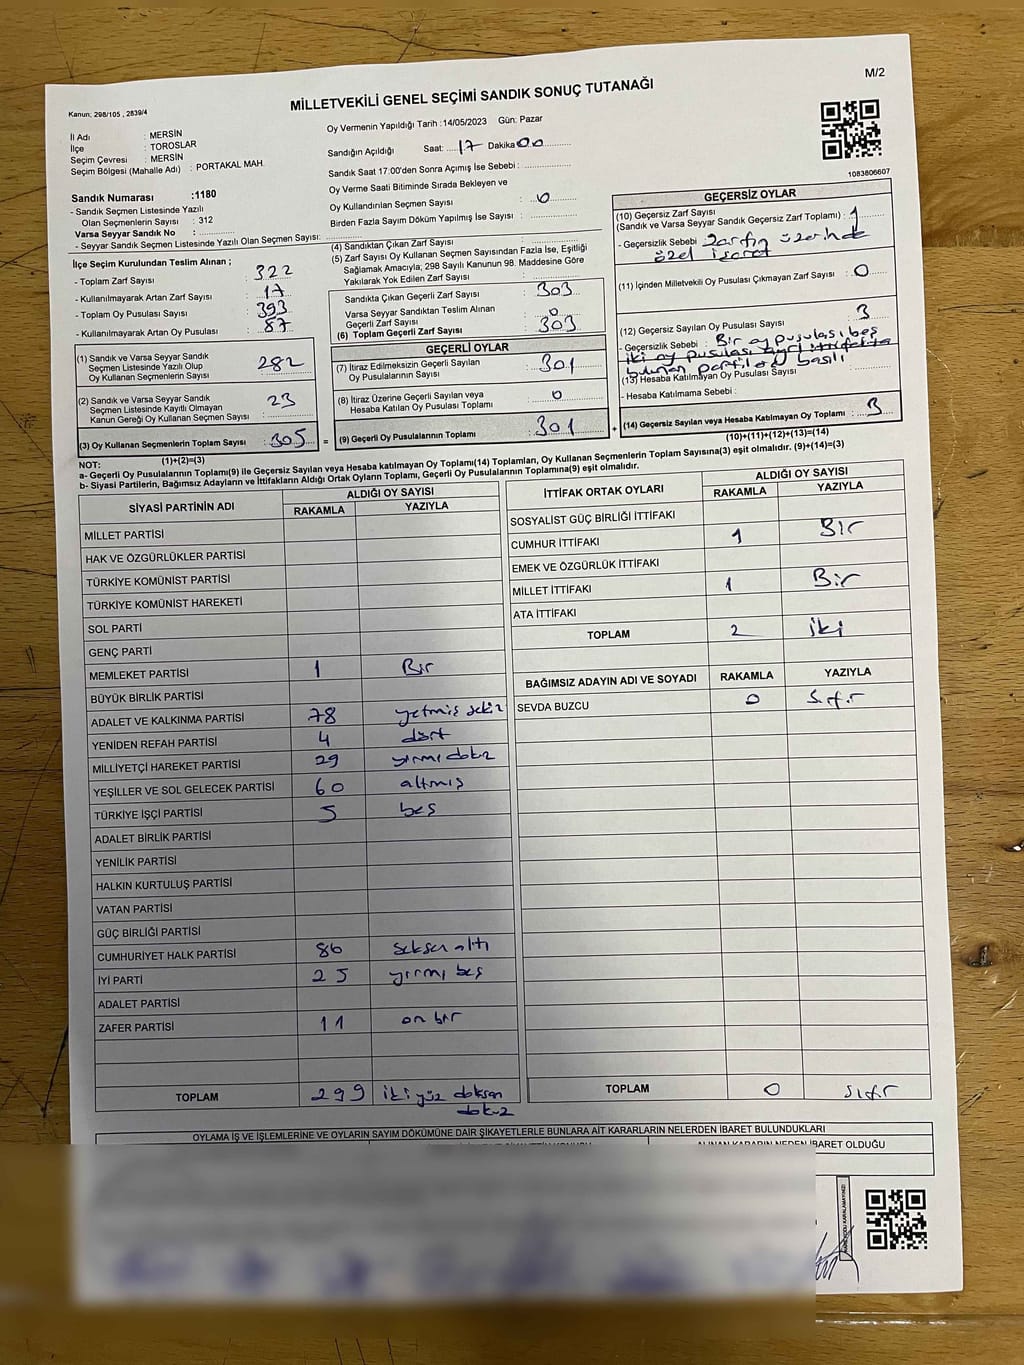 M/2
MİLLETVEKİLİ GENEL SEÇİMİ SANDIK SONUÇ TUTANAĞI
Kanun: 298/105 , 2839/4
İl Adı : MERSİN
İlçe : TOROSLAR
Seçim Çevresi : MERSİN
Seçim Bölgesi (Mahalle Adı) : PORTAKAL MAH.
Sandık Numarası :1180
- Sandık Seçmen Listesinde Yazılı
Olan Seçmenlerin Sayısı : 312
Varsa Seyyar Sandık No :
- Seyyar Sandık Seçmen Listesinde Yazılı Olan Seçmen Sayısı:
Oy Vermenin Yapıldığı Tarih :14/05/2023 Gün: Pazar
Sandığın Açıldığı Saat: 17 Dakika 00
Sandık Saat 17:00'den Sonra Açımış İse Sebebi :
Oy Verme Saati Bitiminde Sırada Bekleyen ve
Oy Kullandırılan Seçmen Sayısı : 0
Birden Fazla Sayım Döküm Yapılmış İse Sayısı :
1083806607
İlçe Seçim Kurulundan Teslim Alınan ;
- Toplam Zarf Sayısı : 322
- Kullanılmayarak Artan Zarf Sayısı : 17
- Toplam Oy Pusulası Sayısı : 393
- Kullanılmayarak Artan Oy Pusulası : 87
(1) Sandık ve Varsa Seyyar Sandık
Seçmen Listesinde Yazılı Olup
Oy Kullanan Seçmenlerin Sayısı : 282
(2) Sandık ve Varsa Seyyar Sandık
Seçmen Listesinde Kayıtlı Olmayan
Kanun Gereği Oy Kullanan Seçmen Sayısı : 23
(3) Oy Kullanan Seçmenlerin Toplam Sayısı : 305 =
(1)+(2)=(3)
(4) Sandıktan Çıkan Zarf Sayısı :
(5) Zarf Sayısı Oy Kullanan Seçmen Sayısından Fazla İse, Eşitliği
Sağlamak Amacıyla, 298 Sayılı Kanunun 98. Maddesine Göre
Yakılarak Yok Edilen Zarf Sayısı :
Sandıkta Çıkan Geçerli Zarf Sayısı : 303
Varsa Seyyar Sandıktan Teslim Alınan
Geçerli Zarf Sayısı : 0
(6) Toplam Geçerli Zarf Sayısı : 303
GEÇERLİ OYLAR
(7) İtiraz Edilmeksizin Geçerli Sayılan
Oy Pusulalarının Sayısı : 301
(8) İtiraz Üzerine Geçerli Sayılan veya
Hesaba Katılan Oy Pusulası Toplamı : 0
(9) Geçerli Oy Pusulalarının Toplamı : 301 +
GEÇERSİZ OYLAR
(10) Geçersiz Zarf Sayısı
(Sandık ve Varsa Seyyar Sandık Geçersiz Zarf Toplamı) : 1
- Geçersizlik Sebebi : Zarfın üzerinde
özel işaret
(11) İçinden Milletvekili Oy Pusulası Çıkmayan Zarf Sayısı : 0
(12) Geçersiz Sayılan Oy Pusulası Sayısı : 3
- Geçersizlik Sebebi : Bir oy pusulası beş
iki oy pusulası ayrı ittifakta
bulunan partilere basılı
(13) Hesaba Katılmayan Oy Pusulası Sayısı
- Hesaba Katılmama Sebebi :
(14) Geçersiz Sayılan veya Hesaba Katılmayan Oy Toplamı : 3
(10)+(11)+(12)+(13)=(14)
NOT:
a- Geçerli Oy Pusulalarının Toplamı(9) ile Geçersiz Sayılan veya Hesaba katılmayan Oy Toplamı(14) Toplamları, Oy Kullanan Seçmenlerin Toplam Sayısına(3) eşit olmalıdır. (9)+(14)=(3)
b- Siyasi Partilerin, Bağımsız Adayların ve İttifakların Aldığı Ortak Oyların Toplamı, Geçerli Oy Pusulalarının Toplamına(9) eşit olmalıdır.
SİYASİ PARTİNİN ADI ALDIĞI OY SAYISI
RAKAMLA YAZIYLA
MİLLET PARTİSİ
HAK VE ÖZGÜRLÜKLER PARTİSİ
TÜRKİYE KOMÜNİST PARTİSİ
TÜRKİYE KOMÜNİST HAREKETİ
SOL PARTİ
GENÇ PARTİ
MEMLEKET PARTİSİ 1 Bir
BÜYÜK BİRLİK PARTİSİ
ADALET VE KALKINMA PARTİSİ 78 yetmiş sekiz
YENİDEN REFAH PARTİSİ 4 dört
MİLLİYETÇİ HAREKET PARTİSİ 29 yirmi dokuz
YEŞİLLER VE SOL GELECEK PARTİSİ 60 altmış
TÜRKİYE İŞÇİ PARTİSİ 5 beş
ADALET BİRLİK PARTİSİ
YENİLİK PARTİSİ
HALKIN KURTULUŞ PARTİSİ
VATAN PARTİSİ
GÜÇ BİRLİĞİ PARTİSİ
CUMHURİYET HALK PARTİSİ 86 seksen altı
İYİ PARTİ 25 yirmi beş
ADALET PARTİSİ
ZAFER PARTİSİ 11 on bir
TOPLAM 299 iki yüz doksan
dokuz
İTTİFAK ORTAK OYLARI ALDIĞI OY SAYISI
RAKAMLA YAZIYLA
SOSYALİST GÜÇ BİRLİĞİ İTTİFAKI
CUMHUR İTTİFAKI 1 Bir
EMEK VE ÖZGÜRLÜK İTTİFAKI
MİLLET İTTİFAKI 1 Bir
ATA İTTİFAKI
TOPLAM 2 iki
BAĞIMSIZ ADAYIN ADI VE SOYADI RAKAMLA YAZIYLA
SEVDA BUZCU 0 Sıfır
TOPLAM 0 sıfır
OYLAMA İŞ VE İŞLEMLERİNE VE OYLARIN SAYIM DÖKÜMÜNE DAİR ŞİKAYETLERLE BUNLARA AİT KARARLARIN NELERDEN İBARET BULUNDUKLARI
ALINAN KARARIN NEDEN İBARET OLDUĞU